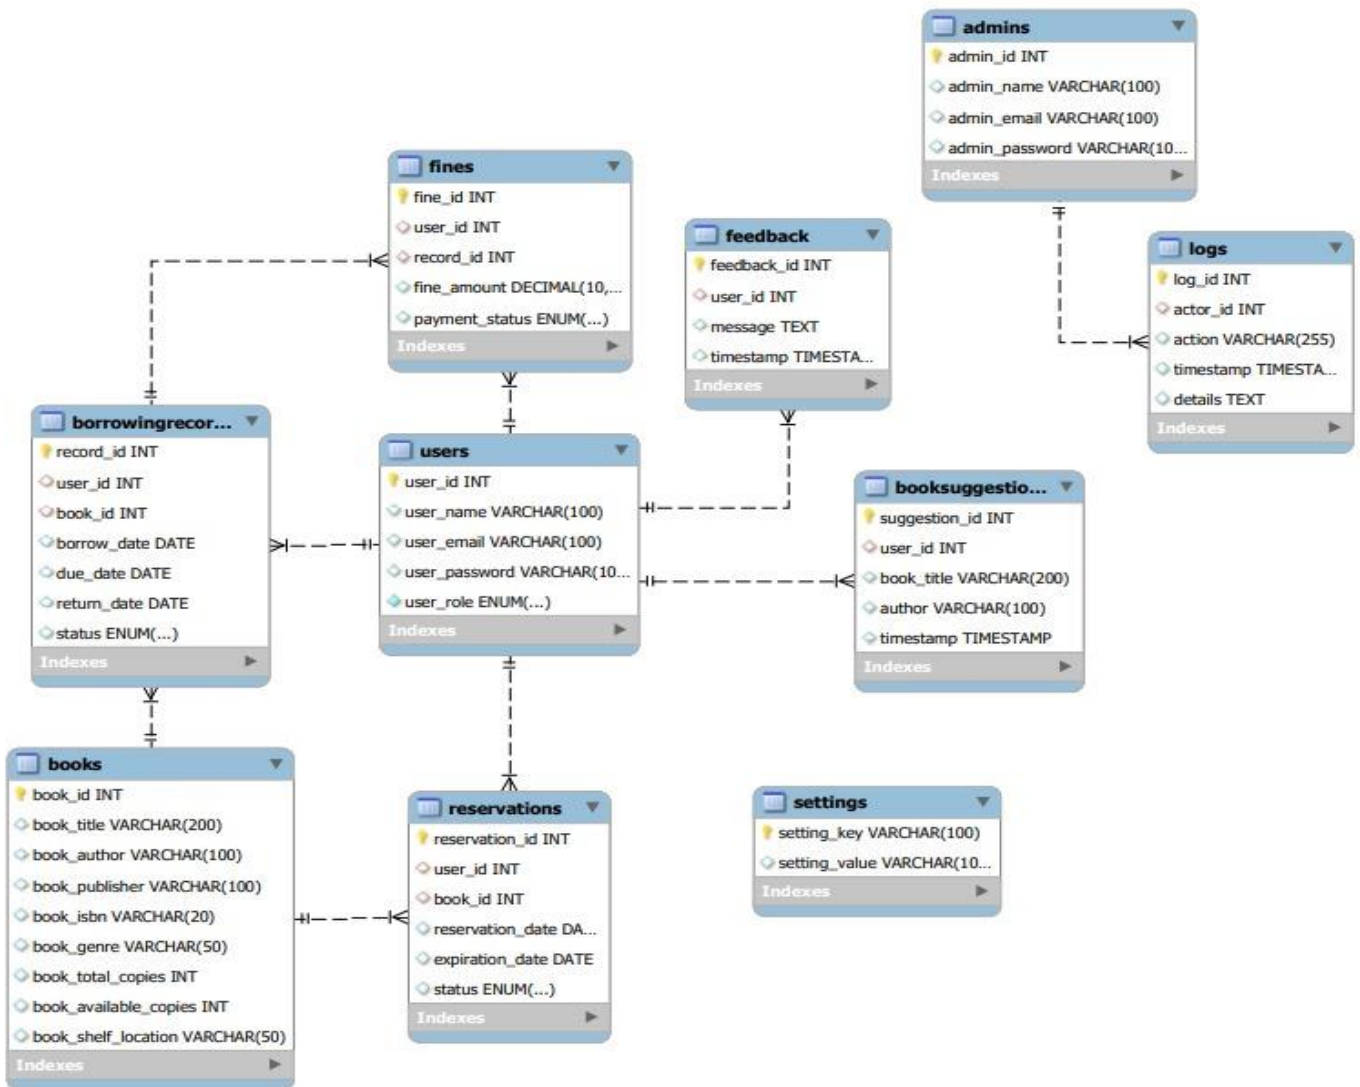 admins
admin_id INT
admin_name VARCHAR(100)
admin_email VARCHAR(100)
admin_password VARCHAR(10...
Indexes
fines
fine_id INT
user_id INT
record_id INT
fine_amount DECIMAL(10,...
payment_status ENUM(...)
Indexes
feedback
feedback_id INT
user_id INT
message TEXT
timestamp TIMESTA...
Indexes
logs
log_id INT
actor_id INT
action VARCHAR(255)
timestamp TIMESTA...
details TEXT
Indexes
borrowingrecor...
record_id INT
user_id INT
book_id INT
borrow_date DATE
due_date DATE
return_date DATE
status ENUM(...)
Indexes
users
user_id INT
user_name VARCHAR(100)
user_email VARCHAR(100)
user_password VARCHAR(10...
user_role ENUM(...)
Indexes
booksuggestio...
suggestion_id INT
user_id INT
book_title VARCHAR(200)
author VARCHAR(100)
timestamp TIMESTAMP
Indexes
books
book_id INT
book_title VARCHAR(200)
book_author VARCHAR(100)
book_publisher VARCHAR(100)
book_isbn VARCHAR(20)
book_genre VARCHAR(50)
book_total_copies INT
book_available_copies INT
book_shelf_location VARCHAR(50)
Indexes
reservations
reservation_id INT
user_id INT
book_id INT
reservation_date DA...
expiration_date DATE
status ENUM(...)
Indexes
settings
setting_key VARCHAR(100)
setting_value VARCHAR(10...
Indexes